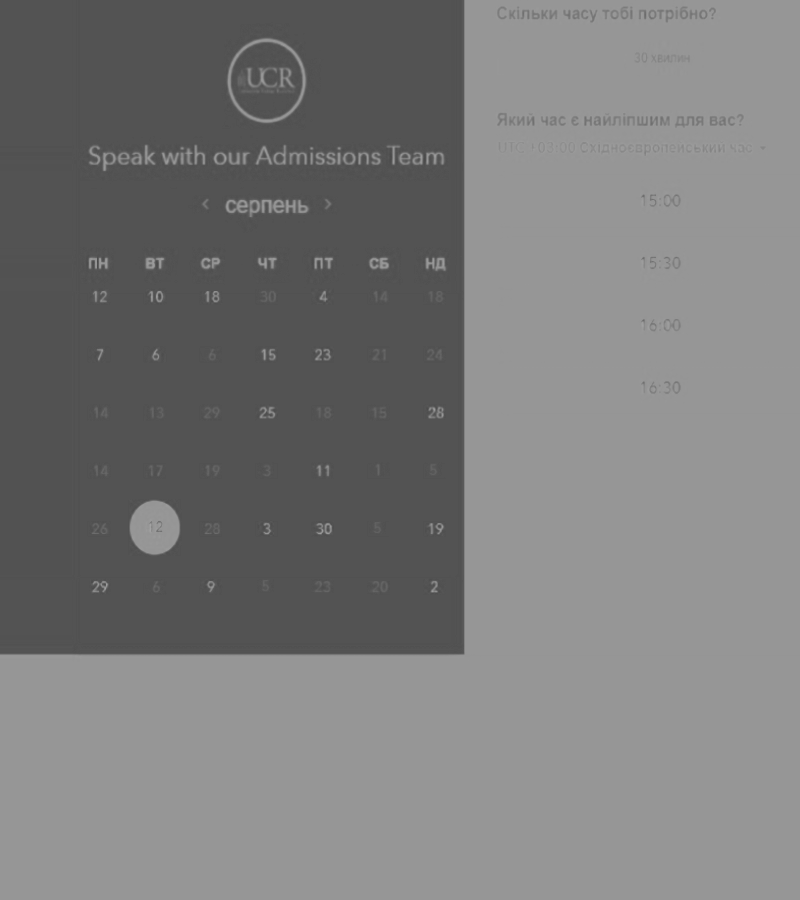 UCR
Speak with our Admissions Team
< серпень >
ПН ВТ СР ЧТ ПТ СБ НД
12 10 18 30 4 14 18
7 6 6 15 23 21 24
14 13 29 25 18 15 28
14 17 19 3 11 1 5
26 12 28 3 30 5 19
29 6 9 5 23 20 2
Скільки часу тобі потрібно?
30 хвилин
Який час є найліпшим для вас?
UTC +03:00 Східноєвропейський час
15:00
15:30
16:00
16:30